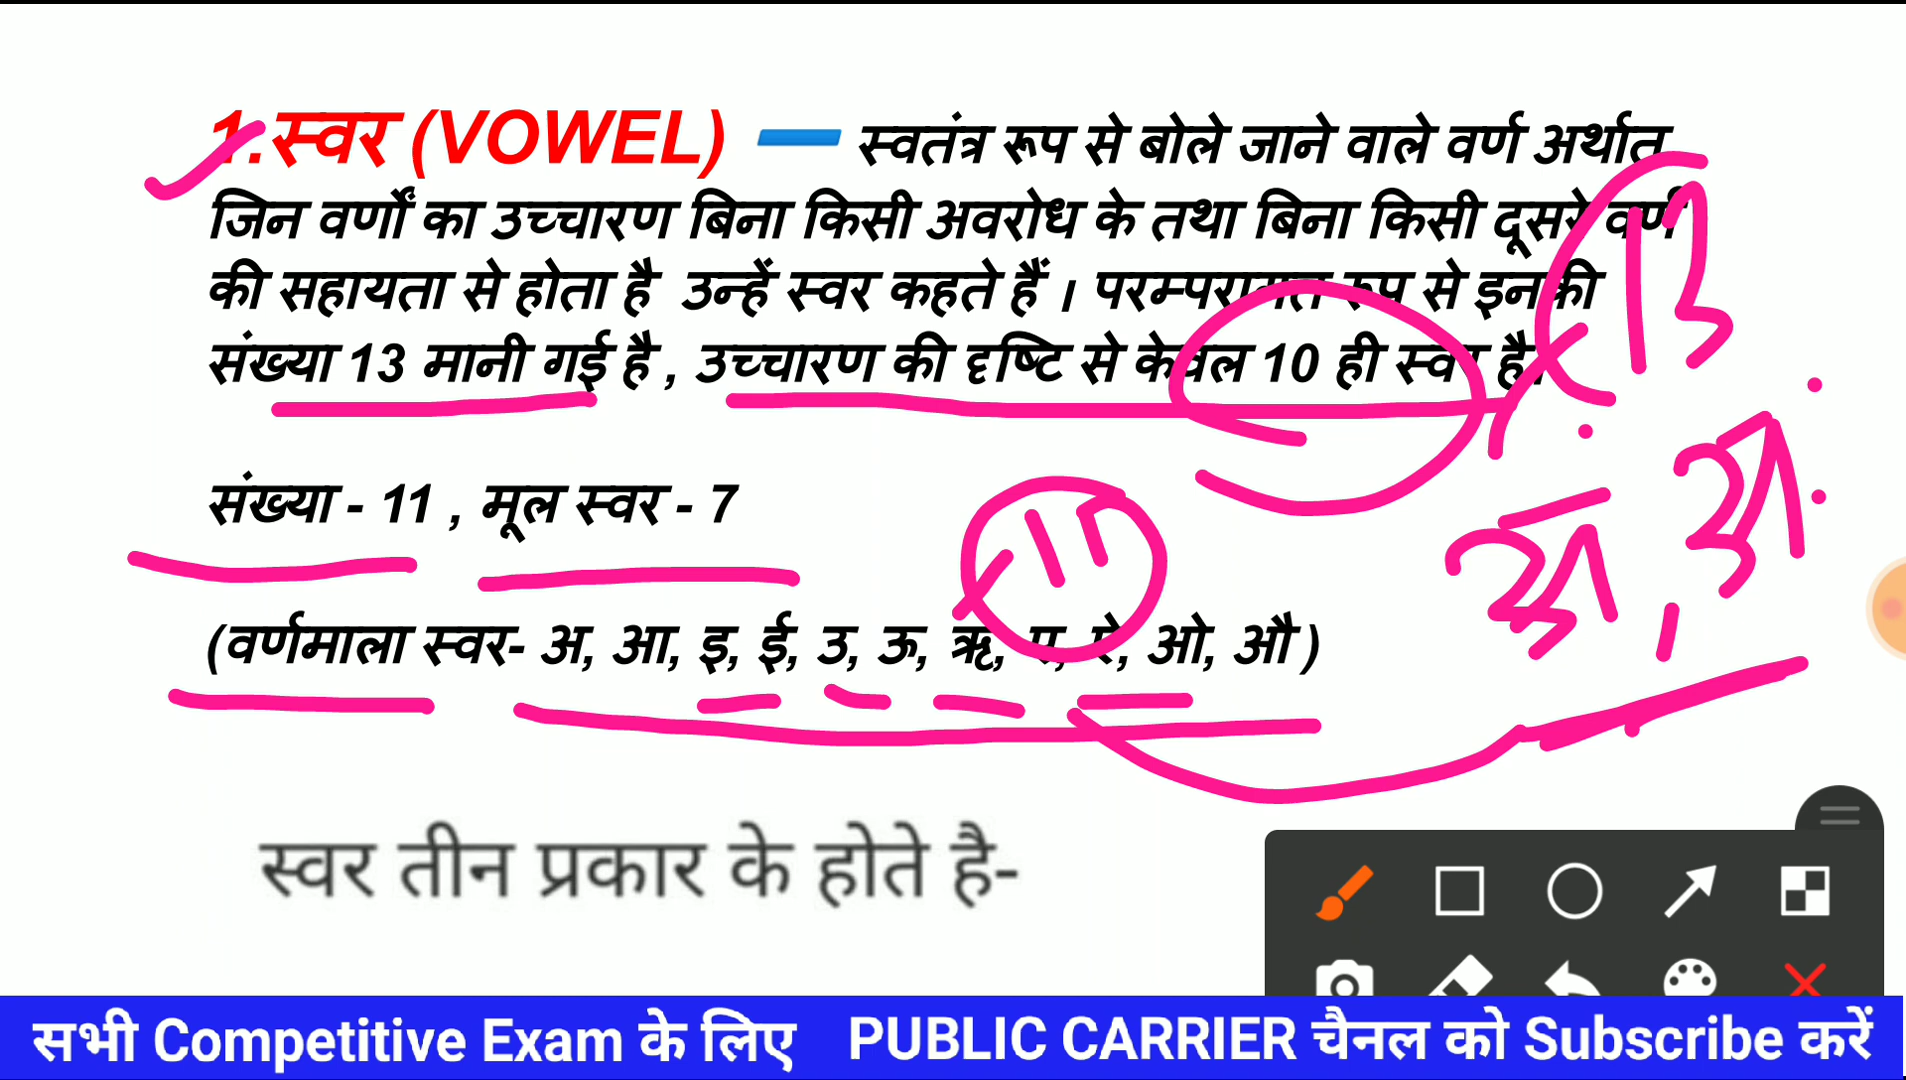 1.स्वर (VOWEL) ➖ स्वतंत्र रूप से बोले जाने वाले वर्ण अर्थात
जिन वर्णों का उच्चारण बिना किसी अवरोध के तथा बिना किसी दूसरे वर्ण
की सहायता से होता है उन्हें स्वर कहते हैं । परम्परागत रूप से इनकी
संख्या 13 मानी गई है , उच्चारण की दृष्टि से केवल 10 ही स्वर है।
13
संख्या - 11 , मूल स्वर - 7
11
अं, अः
(वर्णमाला स्वर- अ, आ, इ, ई, उ, ऊ, ऋ, ए, ऐ, ओ, औ )
स्वर तीन प्रकार के होते है-
सभी Competitive Exam के लिए PUBLIC CARRIER चैनल को Subscribe करें